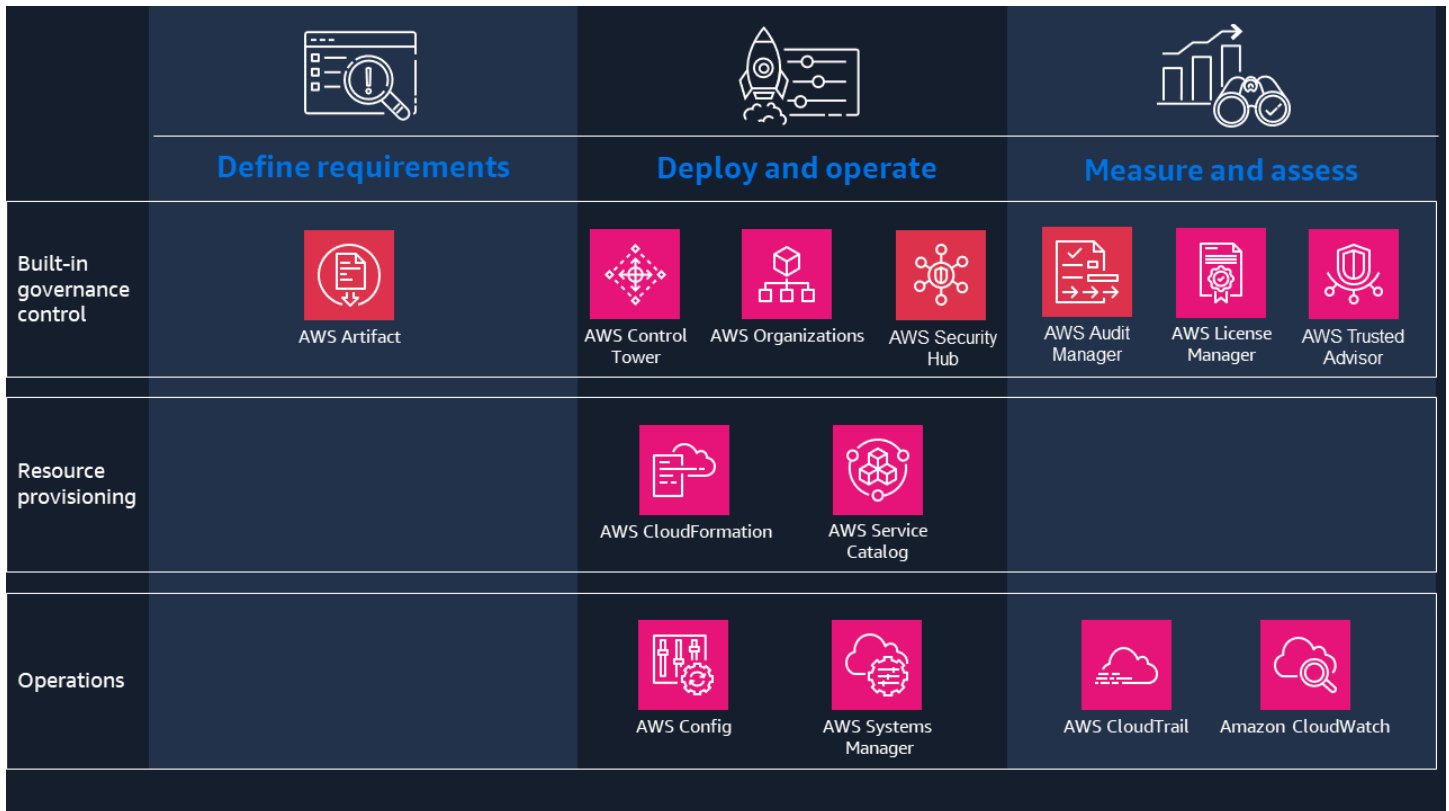 Define requirements
Deploy and operate
Measure and assess
Built-in
governance
control
AWS Artifact
AWS Control
Tower
AWS Organizations
AWS Security
Hub
AWS Audit
Manager
AWS License
Manager
AWS Trusted
Advisor
Resource
provisioning
AWS CloudFormation
AWS Service
Catalog
Operations
AWS Config
AWS Systems
Manager
AWS CloudTrail
Amazon CloudWatch